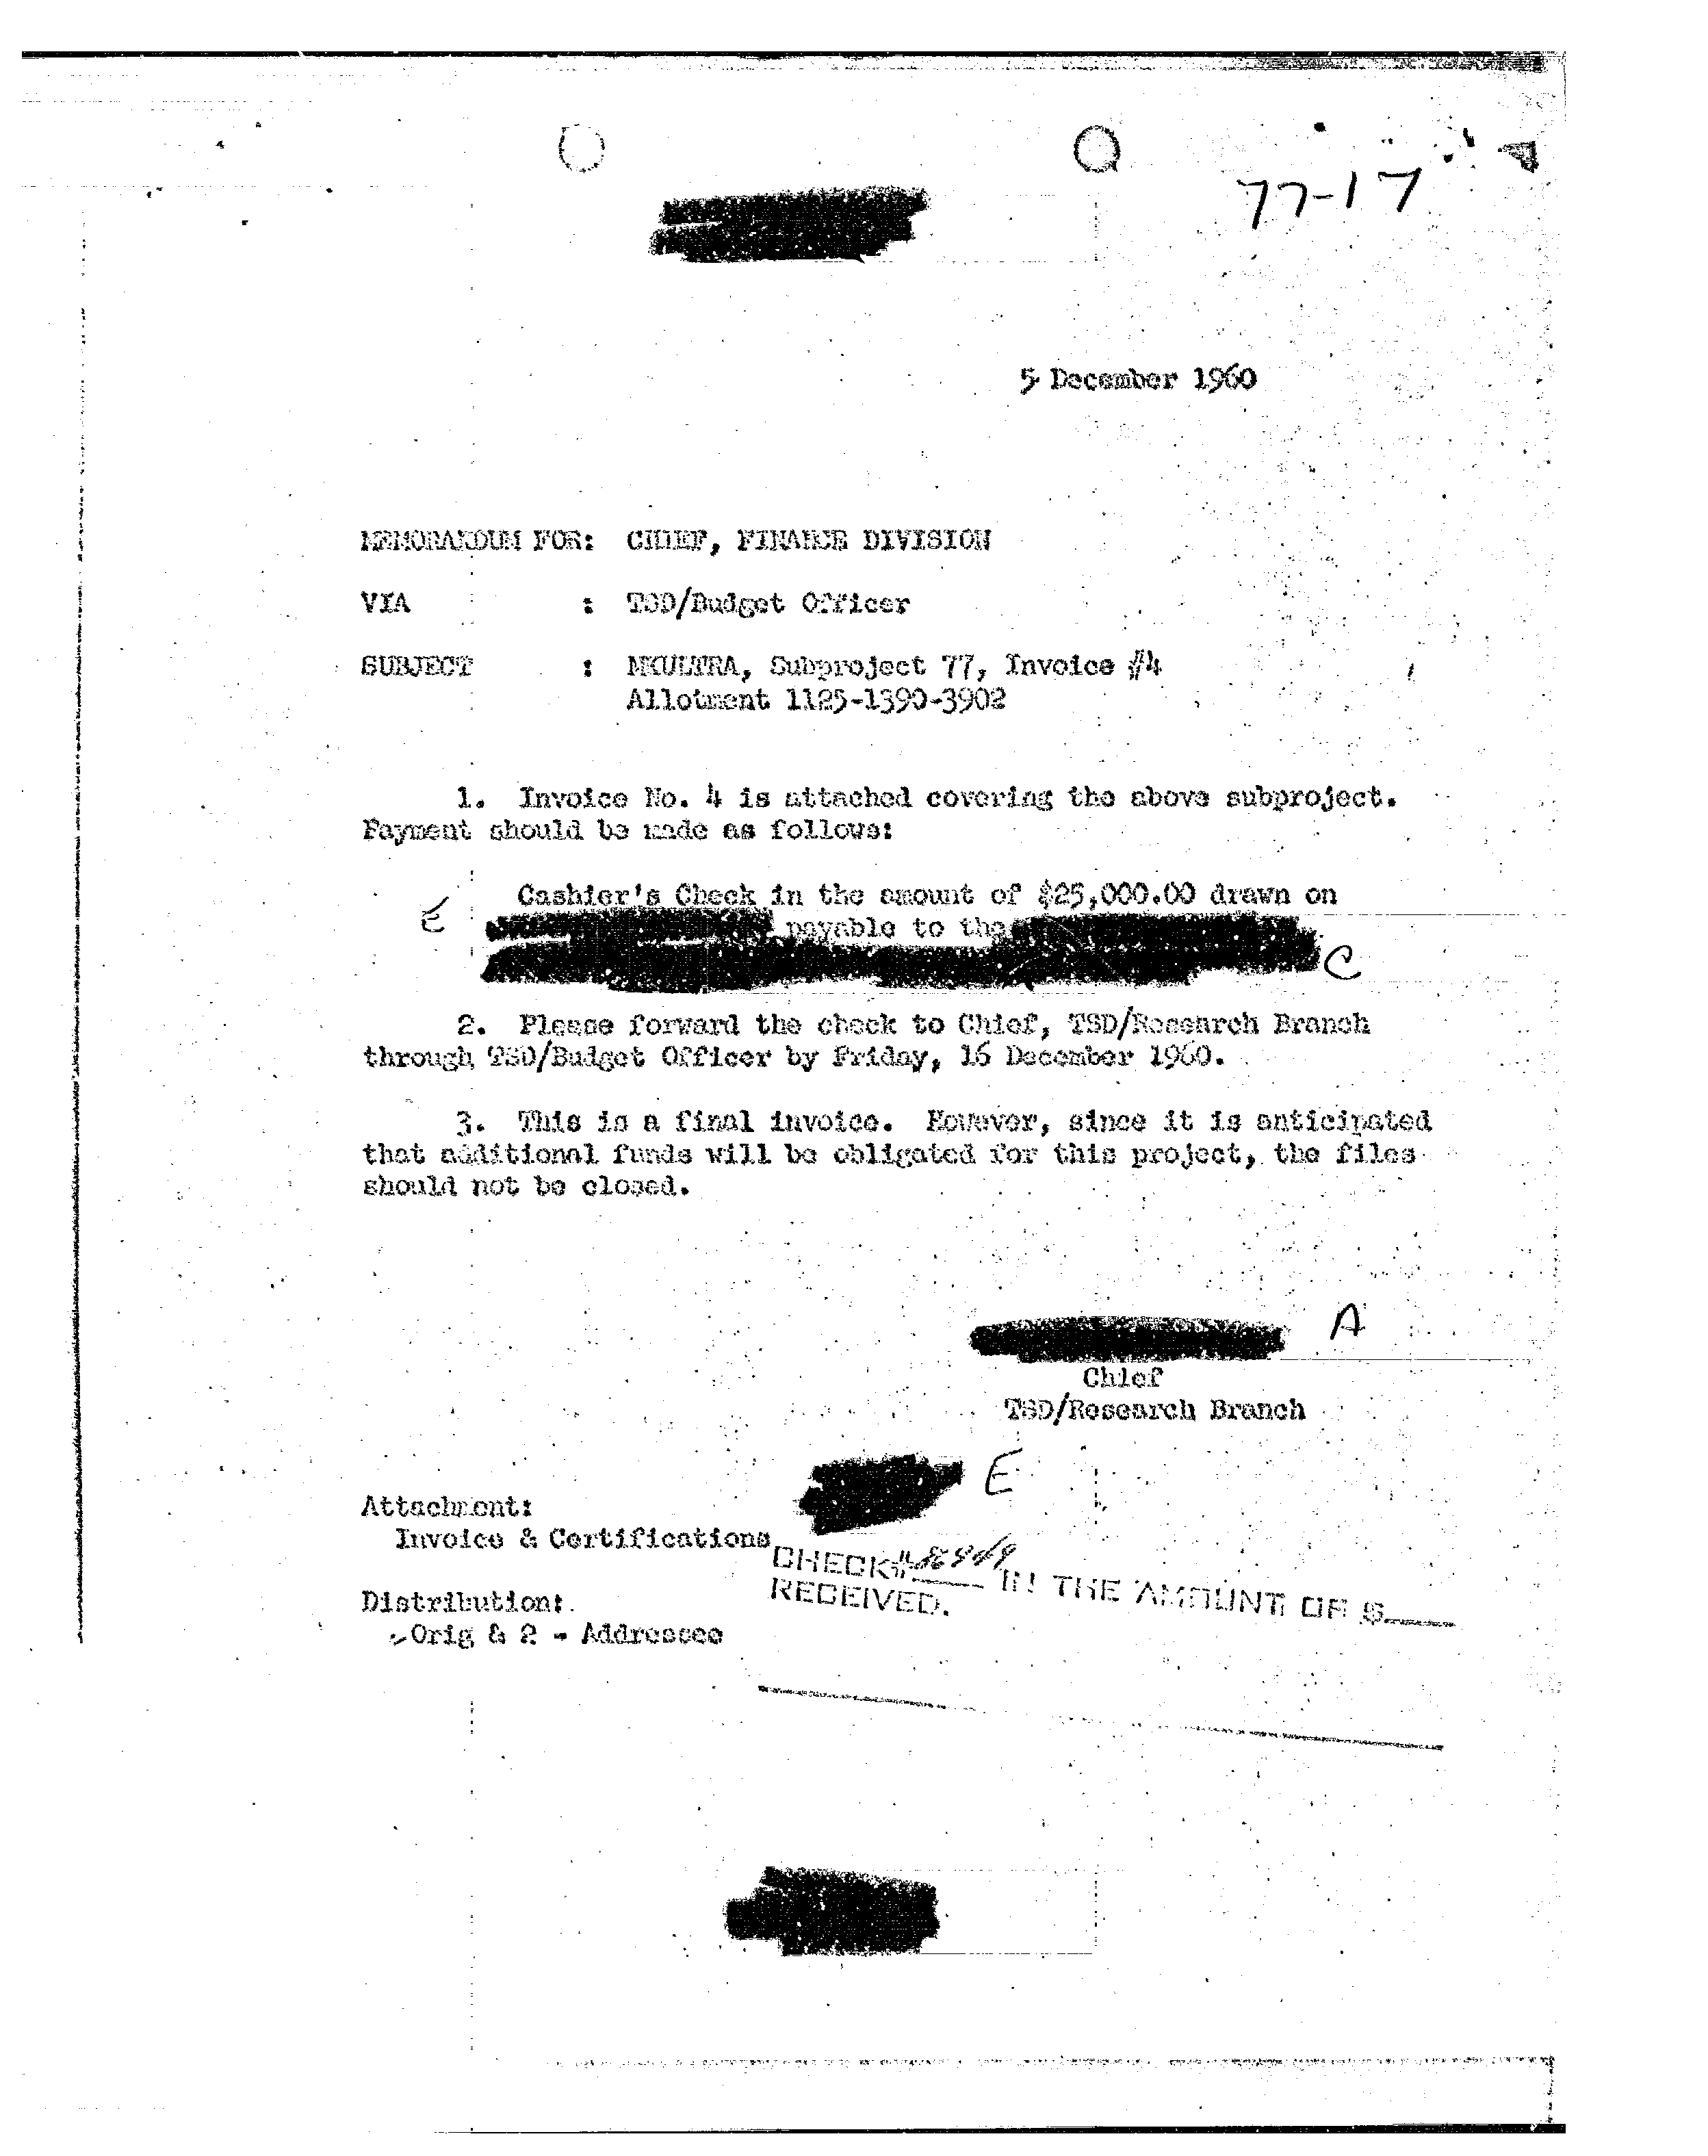 77-17
5 December 1960
MEMORANDUM FOR: CHIEF, FINANCE DIVISION
VIA : TSD/Budget Officer
SUBJECT : MKULTRA, Subproject 77, Invoice #4
Allotment 1125-1390-3902
1. Invoice No. 4 is attached covering the above subproject.
Payment should be made as follows:
Cashier's Check in the amount of $25,000.00 drawn on
E payable to the
C
2. Please forward the check to Chief, TSD/Research Branch
through TSD/Budget Officer by Friday, 16 December 1960.
3. This is a final invoice. However, since it is anticipated
that additional funds will be obligated for this project, the files
should not be closed.
A
Chief
TSD/Research Branch
E
Attachment:
Invoice & Certifications
CHECK# IN THE AMOUNT OF $
RECEIVED.
Distribution:
Orig & 2 - Addressee